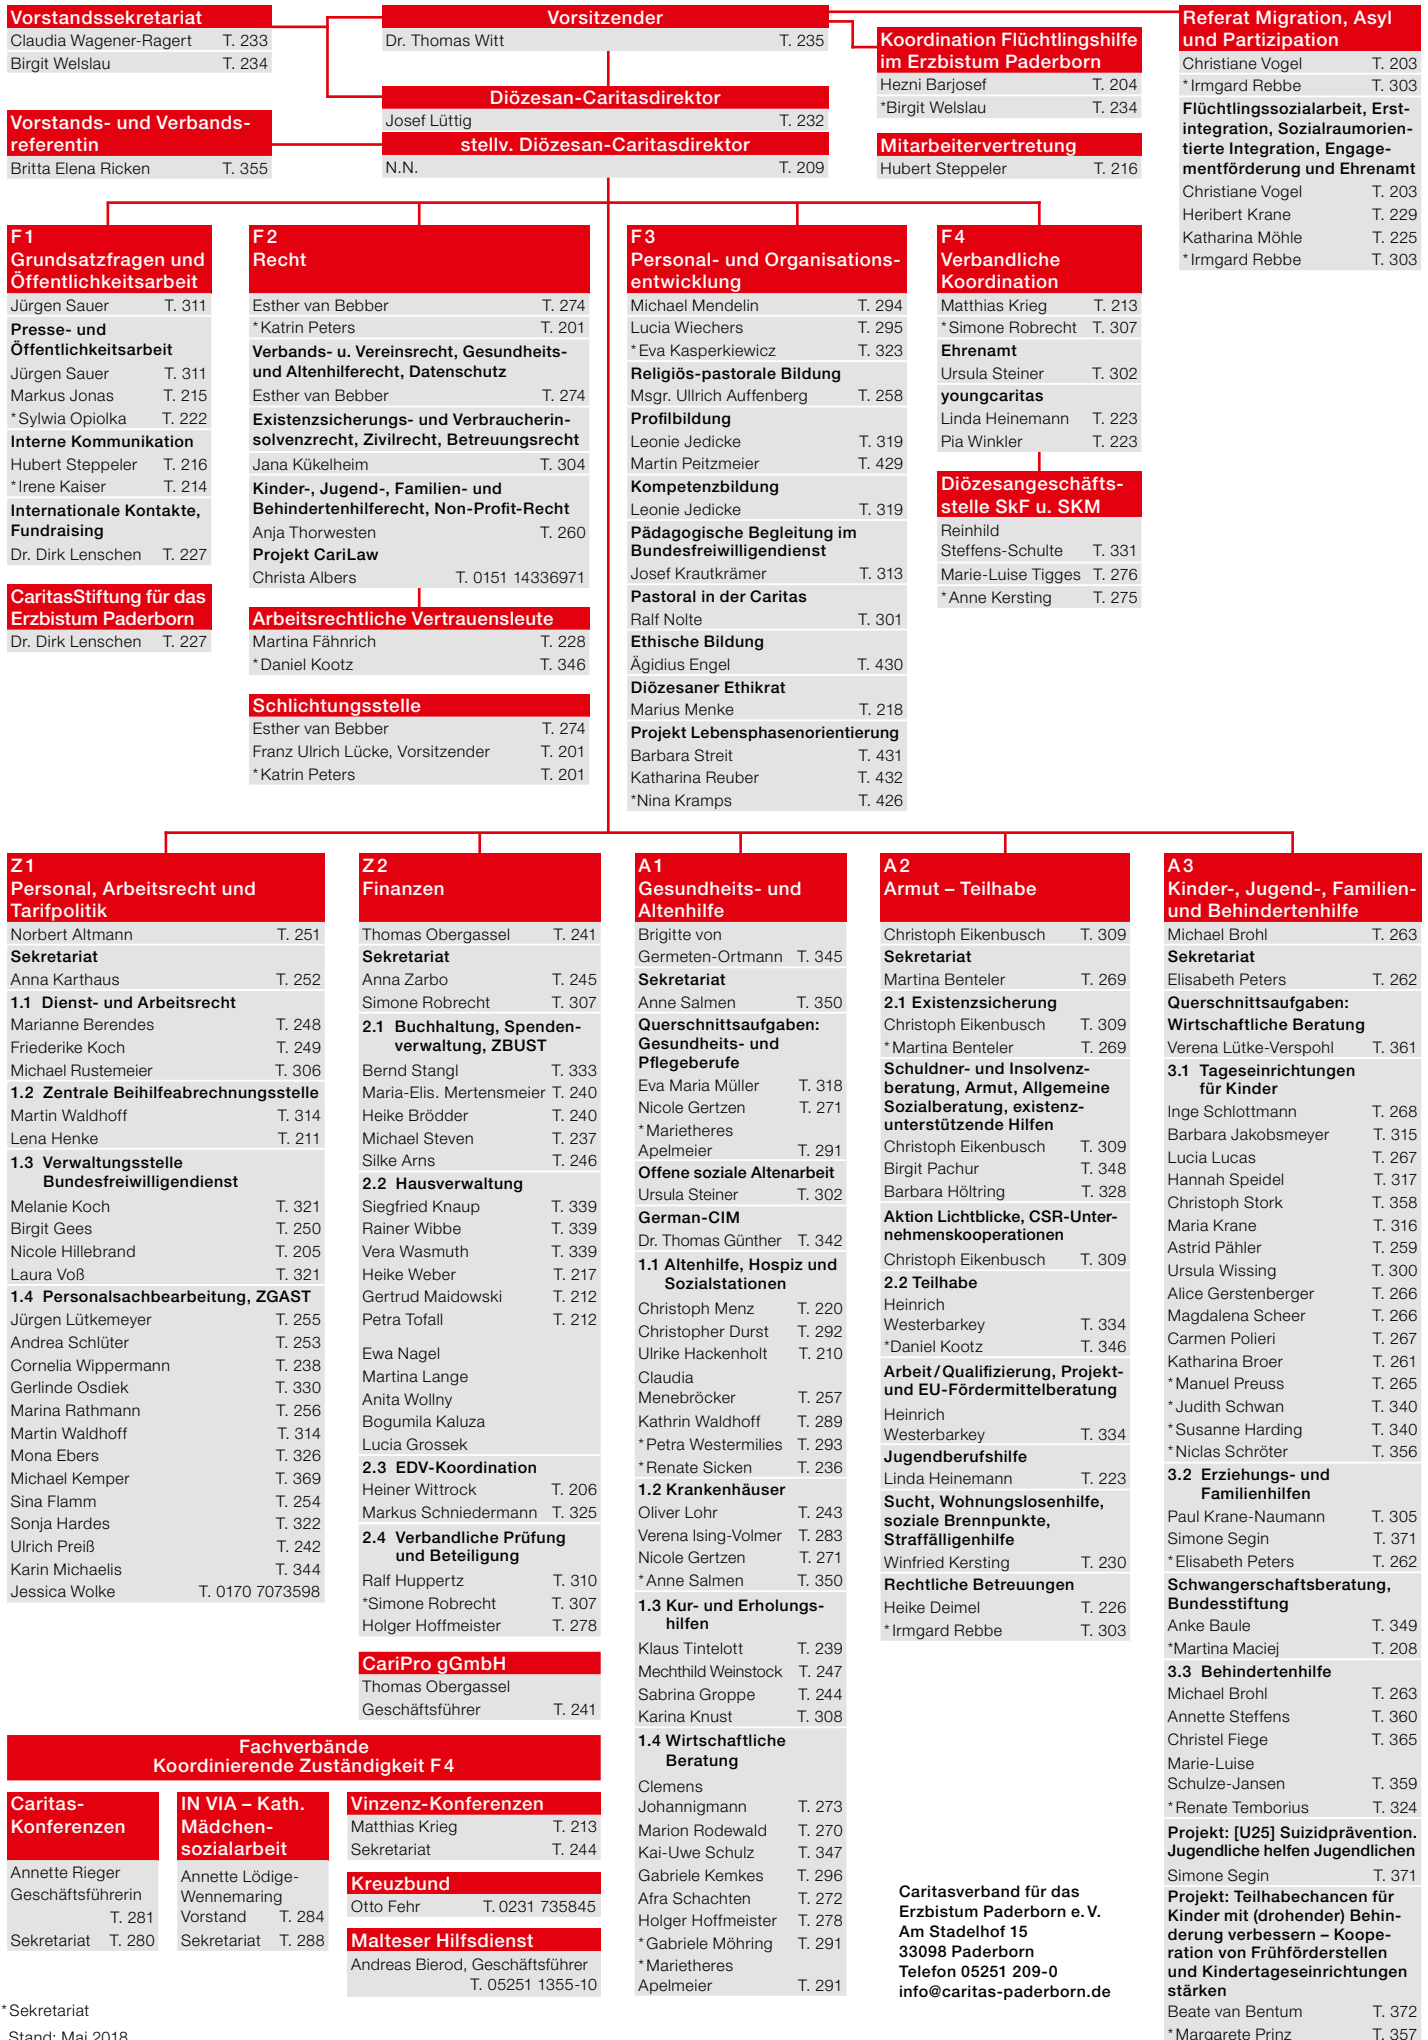 Vorstandssekretariat
Claudia Wagener-Ragert T. 233
Birgit Welslau T. 234
Vorsitzender
Dr. Thomas Witt T. 235
Diözesan-Caritasdirektor
Josef Lüttig T. 232
stellv. Diözesan-Caritasdirektor
N.N. T. 209
Vorstands- und Verbands-
referentin
Britta Elena Ricken T. 355
Koordination Flüchtlingshilfe
im Erzbistum Paderborn
Hezni Barjosef T. 204
*Birgit Welslau T. 234
Mitarbeitervertretung
Hubert Steppeler T. 216
Referat Migration, Asyl
und Partizipation
Christiane Vogel T. 203
*Irmgard Rebbe T. 303
Flüchtlingssozialarbeit, Erst-
integration, Sozialraumorien-
tierte Integration, Engage-
mentförderung und Ehrenamt
Christiane Vogel T. 203
Heribert Krane T. 229
Katharina Möhle T. 225
*Irmgard Rebbe T. 303
F 1
Grundsatzfragen und
Öffentlichkeitsarbeit
Jürgen Sauer T. 311
Presse- und
Öffentlichkeitsarbeit
Jürgen Sauer T. 311
Markus Jonas T. 215
*Sylwia Opiolka T. 222
Interne Kommunikation
Hubert Steppeler T. 216
*Irene Kaiser T. 214
Internationale Kontakte,
Fundraising
Dr. Dirk Lenschen T. 227
CaritasStiftung für das
Erzbistum Paderborn
Dr. Dirk Lenschen T. 227
F 2
Recht
Esther van Bebber T. 274
*Katrin Peters T. 201
Verbands- u. Vereinsrecht, Gesundheits-
und Altenhilferecht, Datenschutz
Esther van Bebber T. 274
Existenzsicherungs- und Verbraucherin-
solvenzrecht, Zivilrecht, Betreuungsrecht
Jana Kükelheim T. 304
Kinder-, Jugend-, Familien- und
Behindertenhilferecht, Non-Profit-Recht
Anja Thorwesten T. 260
Projekt CariLaw
Christa Albers T. 0151 14336971
Arbeitsrechtliche Vertrauensleute
Martina Fähnrich T. 228
*Daniel Kootz T. 346
Schlichtungsstelle
Esther van Bebber T. 274
Franz Ulrich Lücke, Vorsitzender T. 201
*Katrin Peters T. 201
F 3
Personal- und Organisations-
entwicklung
Michael Mendelin T. 294
Lucia Wiechers T. 295
*Eva Kasperkiewicz T. 323
Religiös-pastorale Bildung
Msgr. Ullrich Auffenberg T. 258
Profilbildung
Leonie Jedicke T. 319
Martin Peitzmeier T. 429
Kompetenzbildung
Leonie Jedicke T. 319
Pädagogische Begleitung im
Bundesfreiwilligendienst
Josef Krautkrämer T. 313
Pastoral in der Caritas
Ralf Nolte T. 301
Ethische Bildung
Ägidius Engel T. 430
Diözesaner Ethikrat
Marius Menke T. 218
Projekt Lebensphasenorientierung
Barbara Streit T. 431
Katharina Reuber T. 432
*Nina Kramps T. 426
F 4
Verbandliche
Koordination
Matthias Krieg T. 213
*Simone Robrecht T. 307
Ehrenamt
Ursula Steiner T. 302
youngcaritas
Linda Heinemann T. 223
Pia Winkler T. 223
Diözesangeschäfts-
stelle SkF u. SKM
Reinhild
Steffens-Schulte T. 331
Marie-Luise Tigges T. 276
*Anne Kersting T. 275
Z 1
Personal, Arbeitsrecht und
Tarifpolitik
Norbert Altmann T. 251
Sekretariat
Anna Karthaus T. 252
1.1 Dienst- und Arbeitsrecht
Marianne Berendes T. 248
Friederike Koch T. 249
Michael Rustemeier T. 306
1.2 Zentrale Beihilfeabrechnungsstelle
Martin Waldhoff T. 314
Lena Henke T. 211
1.3 Verwaltungsstelle
Bundesfreiwilligendienst
Melanie Koch T. 321
Birgit Gees T. 250
Nicole Hillebrand T. 205
Laura Voß T. 321
1.4 Personalsachbearbeitung, ZGAST
Jürgen Lütkemeyer T. 255
Andrea Schlüter T. 253
Cornelia Wippermann T. 238
Gerlinde Osdiek T. 330
Marina Rathmann T. 256
Martin Waldhoff T. 314
Mona Ebers T. 326
Michael Kemper T. 369
Sina Flamm T. 254
Sonja Hardes T. 322
Ulrich Preiß T. 242
Karin Michaelis T. 344
Jessica Wolke T. 0170 7073598
Z 2
Finanzen
Thomas Obergassel T. 241
Sekretariat
Anna Zarbo T. 245
Simone Robrecht T. 307
2.1 Buchhaltung, Spenden-
verwaltung, ZBUST
Bernd Stangl T. 333
Maria-Elis. Mertensmeier T. 240
Heike Brödder T. 240
Michael Steven T. 237
Silke Arns T. 246
2.2 Hausverwaltung
Siegfried Knaup T. 339
Rainer Wibbe T. 339
Vera Wasmuth T. 339
Heike Weber T. 217
Gertrud Maidowski T. 212
Petra Tofall T. 212
Ewa Nagel
Martina Lange
Anita Wollny
Bogumila Kaluza
Lucia Grossek
2.3 EDV-Koordination
Heiner Wittrock T. 206
Markus Schniedermann T. 325
2.4 Verbandliche Prüfung
und Beteiligung
Ralf Huppertz T. 310
*Simone Robrecht T. 307
Holger Hoffmeister T. 278
CariPro gGmbH
Thomas Obergassel
Geschäftsführer T. 241
A 1
Gesundheits- und
Altenhilfe
Brigitte von
Germeten-Ortmann T. 345
Sekretariat
Anne Salmen T. 350
Querschnittsaufgaben:
Gesundheits- und
Pflegeberufe
Eva Maria Müller T. 318
Nicole Gertzen T. 271
*Marietheres
Apelmeier T. 291
Offene soziale Altenarbeit
Ursula Steiner T. 302
German-CIM
Dr. Thomas Günther T. 342
1.1 Altenhilfe, Hospiz und
Sozialstationen
Christoph Menz T. 220
Christopher Durst T. 292
Ulrike Hackenholt T. 210
Claudia
Menebröcker T. 257
Kathrin Waldhoff T. 289
*Petra Westermilies T. 293
*Renate Sicken T. 236
1.2 Krankenhäuser
Oliver Lohr T. 243
Verena Ising-Volmer T. 283
Nicole Gertzen T. 271
*Anne Salmen T. 350
1.3 Kur- und Erholungs-
hilfen
Klaus Tintelott T. 239
Mechthild Weinstock T. 247
Sabrina Groppe T. 244
Karina Knust T. 308
1.4 Wirtschaftliche
Beratung
Clemens
Johannigmann T. 273
Marion Rodewald T. 270
Kai-Uwe Schulz T. 347
Gabriele Kemkes T. 296
Afra Schachten T. 272
Holger Hoffmeister T. 278
*Gabriele Möhring T. 291
*Marietheres
Apelmeier T. 291
A 2
Armut – Teilhabe
Christoph Eikenbusch T. 309
Sekretariat
Martina Benteler T. 269
2.1 Existenzsicherung
Christoph Eikenbusch T. 309
*Martina Benteler T. 269
Schuldner- und Insolvenz-
beratung, Armut, Allgemeine
Sozialberatung, existenz-
unterstützende Hilfen
Christoph Eikenbusch T. 309
Birgit Pachur T. 348
Barbara Höltring T. 328
Aktion Lichtblicke, CSR-Unter-
nehmenskooperationen
Christoph Eikenbusch T. 309
2.2 Teilhabe
Heinrich
Westerbarkey T. 334
*Daniel Kootz T. 346
Arbeit/Qualifizierung, Projekt-
und EU-Fördermittelberatung
Heinrich
Westerbarkey T. 334
Jugendberufshilfe
Linda Heinemann T. 223
Sucht, Wohnungslosenhilfe,
soziale Brennpunkte,
Straffälligenhilfe
Winfried Kersting T. 230
Rechtliche Betreuungen
Heike Deimel T. 226
*Irmgard Rebbe T. 303
A 3
Kinder-, Jugend-, Familien-
und Behindertenhilfe
Michael Brohl T. 263
Sekretariat
Elisabeth Peters T. 262
Querschnittsaufgaben:
Wirtschaftliche Beratung
Verena Lütke-Verspohl T. 361
3.1 Tageseinrichtungen
für Kinder
Inge Schlottmann T. 268
Barbara Jakobsmeyer T. 315
Lucia Lucas T. 267
Hannah Speidel T. 317
Christoph Stork T. 358
Maria Krane T. 316
Astrid Pähler T. 259
Ursula Wissing T. 300
Alice Gerstenberger T. 266
Magdalena Scheer T. 266
Carmen Polieri T. 267
Katharina Broer T. 261
*Manuel Preuss T. 265
*Judith Schwan T. 340
*Susanne Harding T. 340
*Niclas Schröter T. 356
3.2 Erziehungs- und
Familienhilfen
Paul Krane-Naumann T. 305
Simone Segin T. 371
*Elisabeth Peters T. 262
Schwangerschaftsberatung,
Bundesstiftung
Anke Baule T. 349
*Martina Maciej T. 208
3.3 Behindertenhilfe
Michael Brohl T. 263
Annette Steffens T. 360
Christel Fiege T. 365
Marie-Luise
Schulze-Jansen T. 359
*Renate Temborius T. 324
Projekt: [U25] Suizidprävention.
Jugendliche helfen Jugendlichen
Simone Segin T. 371
Projekt: Teilhabechancen für
Kinder mit (drohender) Behin-
derung verbessern – Koope-
ration von Frühförderstellen
und Kindertageseinrichtungen
stärken
Beate van Bentum T. 372
*Margarete Prinz T. 357
Fachverbände
Koordinierende Zuständigkeit F 4
Caritas-
Konferenzen
Annette Rieger
Geschäftsführerin
T. 281
Sekretariat T. 280
IN VIA – Kath.
Mädchen-
sozialarbeit
Annette Lödige-
Wennemaring
Vorstand T. 284
Sekretariat T. 288
Vinzenz-Konferenzen
Matthias Krieg T. 213
Sekretariat T. 244
Kreuzbund
Otto Fehr T. 0231 735845
Malteser Hilfsdienst
Andreas Bierod, Geschäftsführer
T. 05251 1355-10
Caritasverband für das
Erzbistum Paderborn e. V.
Am Stadelhof 15
33098 Paderborn
Telefon 05251 209-0
info@caritas-paderborn.de
*Sekretariat
Stand: Mai 2018